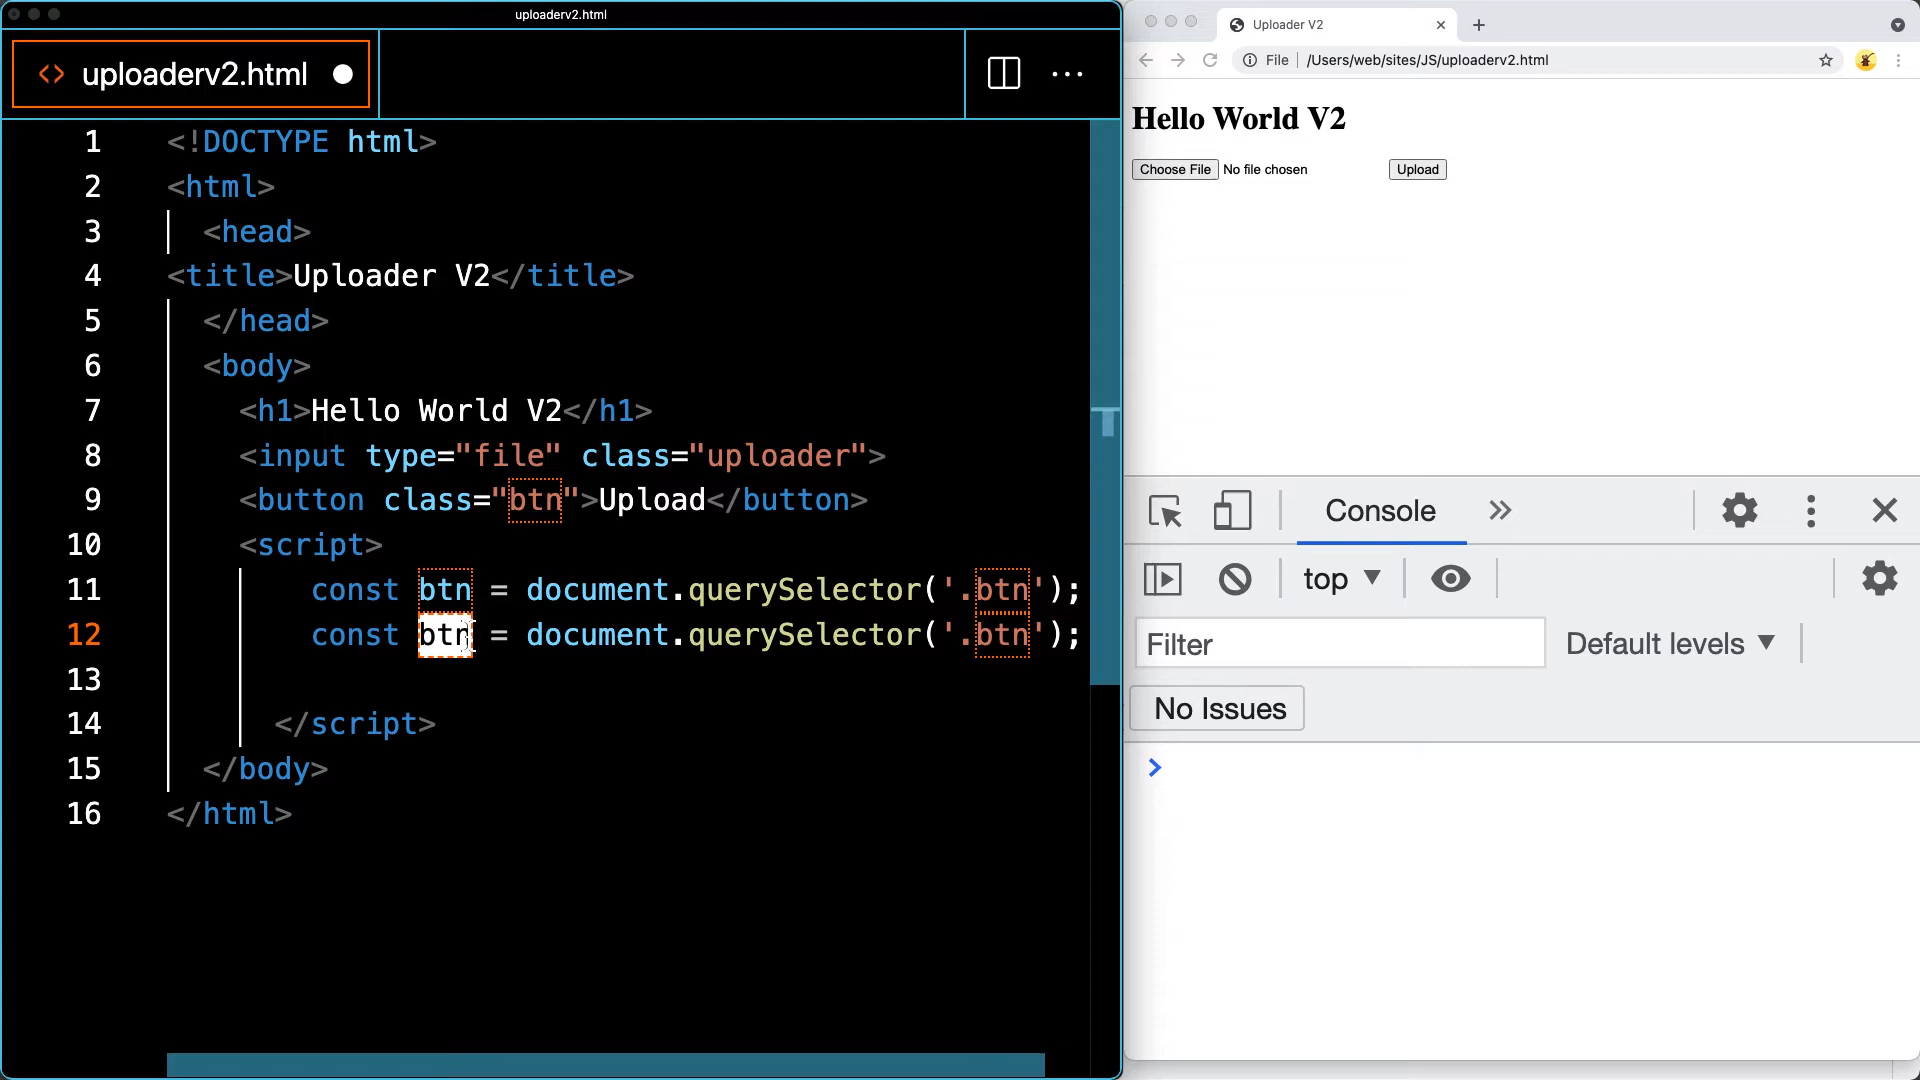 uploaderv2.html
<> uploaderv2.html
1 <!DOCTYPE html>
2 <html>
3 <head>
4 <title>Uploader V2</title>
5 </head>
6 <body>
7 <h1>Hello World V2</h1>
8 <input type="file" class="uploader">
9 <button class="btn">Upload</button>
10 <script>
11 const btn = document.querySelector('.btn');
12 const btn = document.querySelector('.btn');
13
14 </script>
15 </body>
16 </html>
Uploader V2
File /Users/web/sites/JS/uploaderv2.html
Hello World V2
Choose File No file chosen Upload
Console
top
Filter Default levels
No Issues